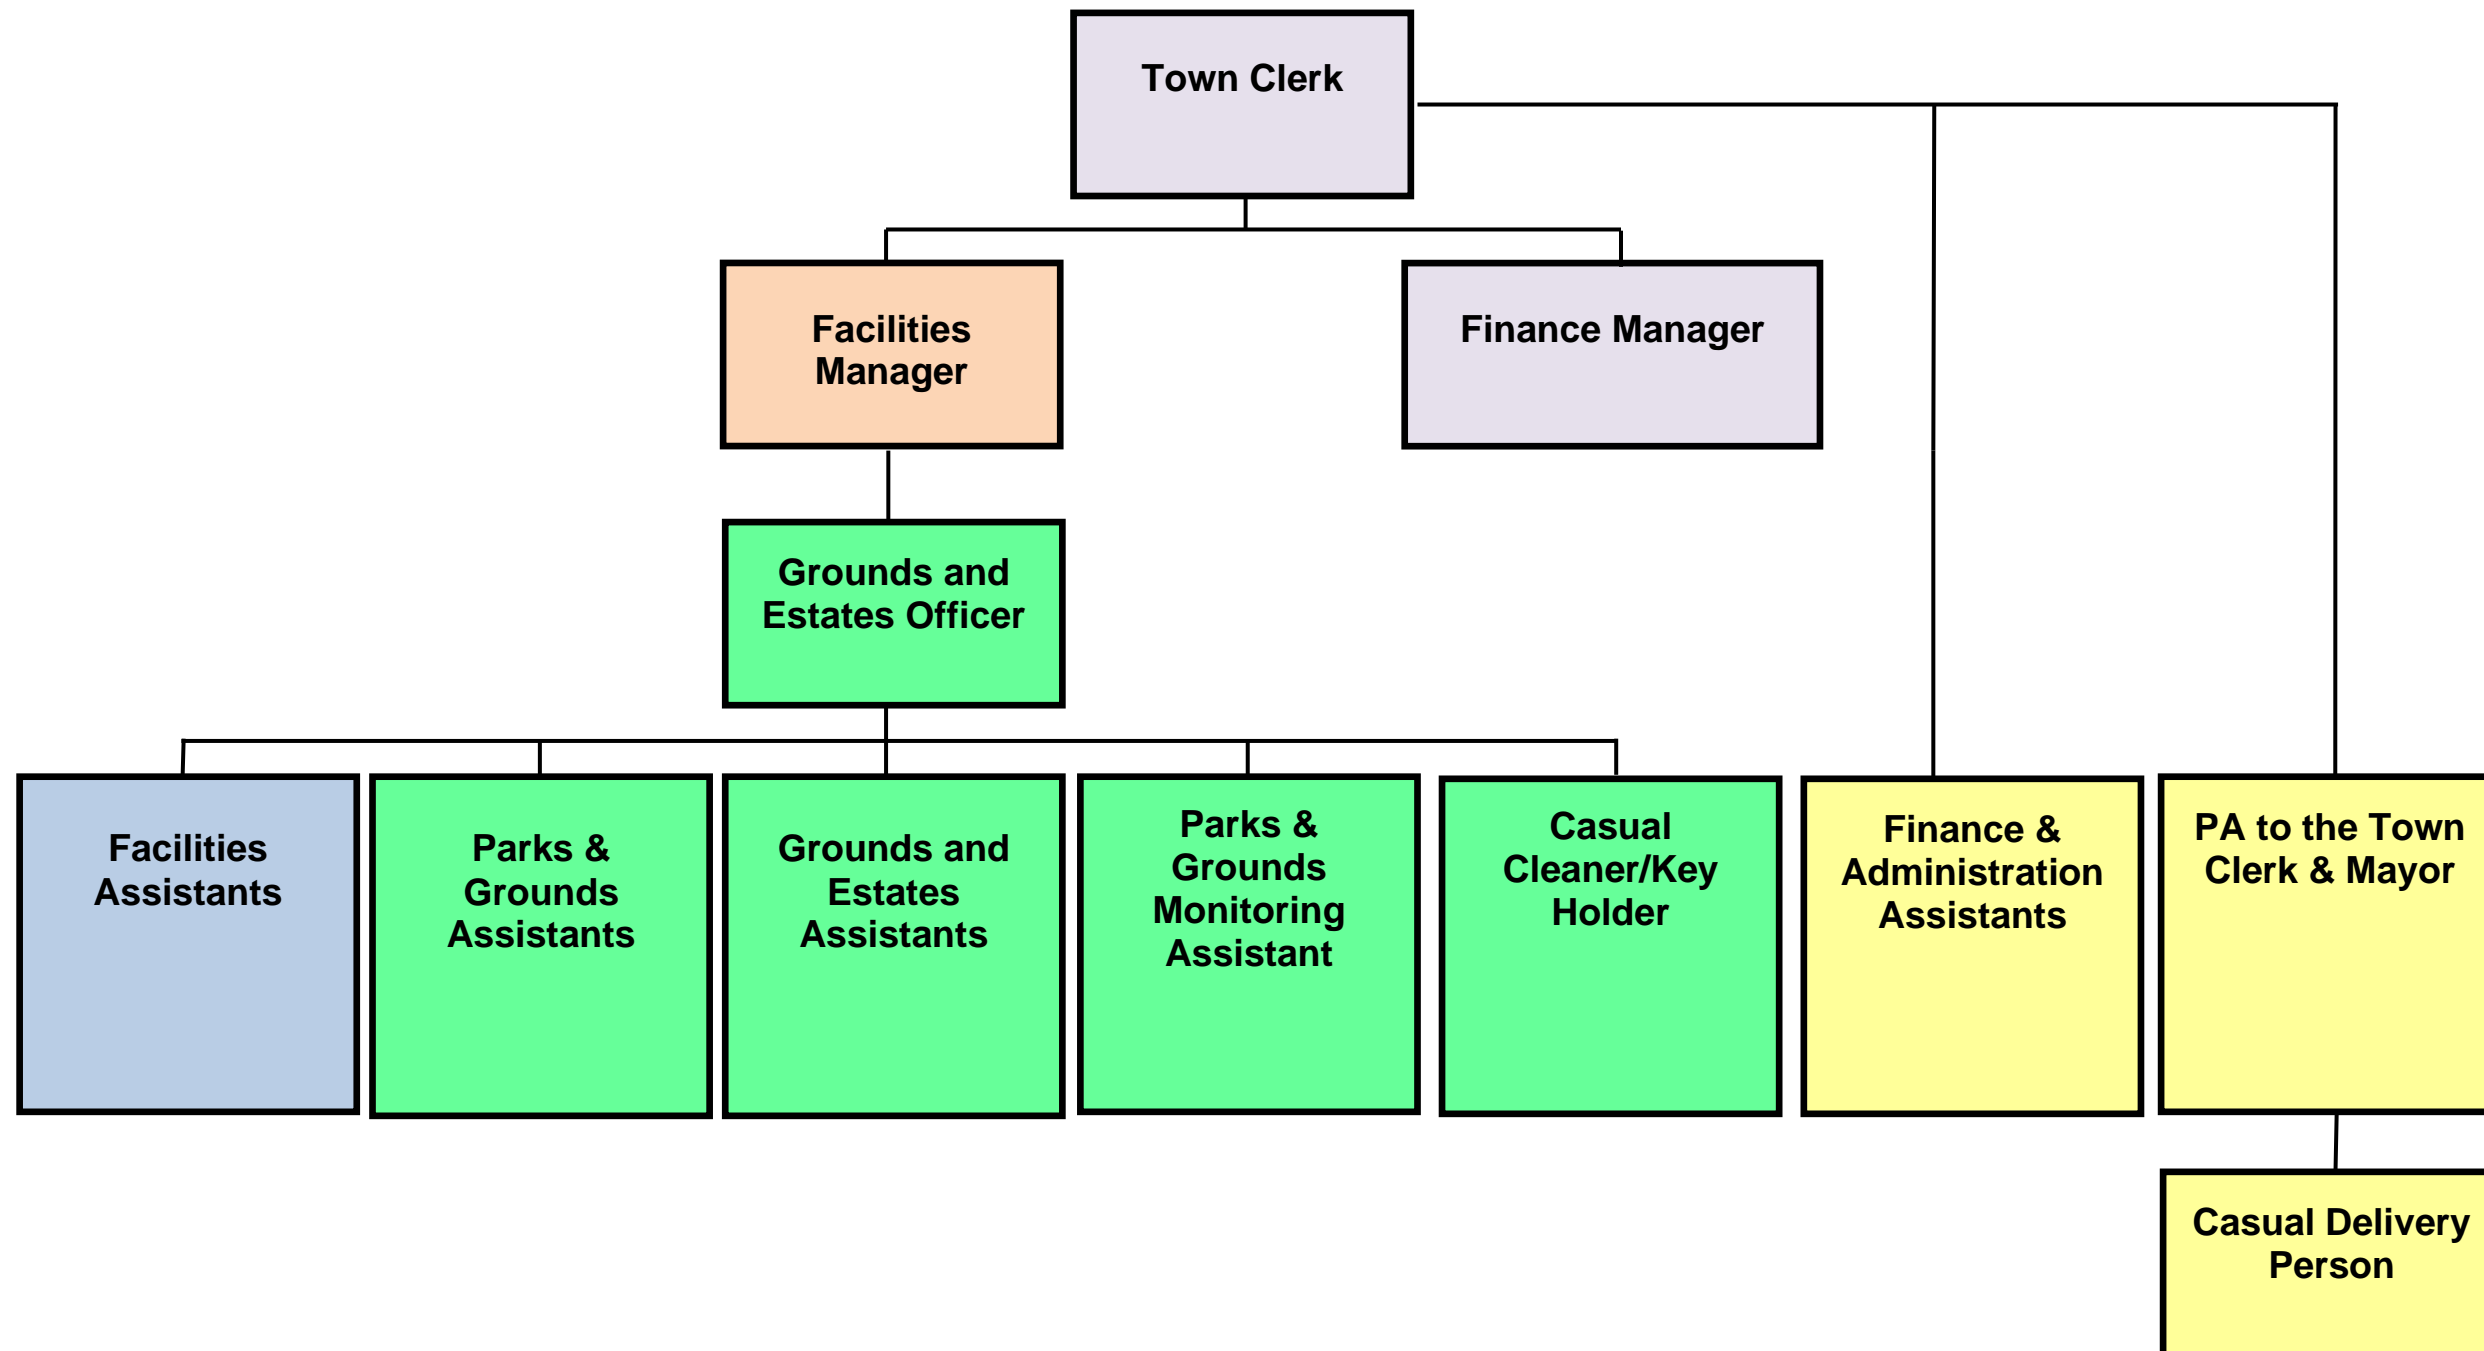 Town Clerk
Facilities
Manager
Finance Manager
Grounds and
Estates Officer
Facilities
Assistants
Parks &
Grounds
Assistants
Grounds and
Estates
Assistants
Parks &
Grounds
Monitoring
Assistant
Casual
Cleaner/Key
Holder
Finance &
Administration
Assistants
PA to the Town
Clerk & Mayor
Casual Delivery
Person